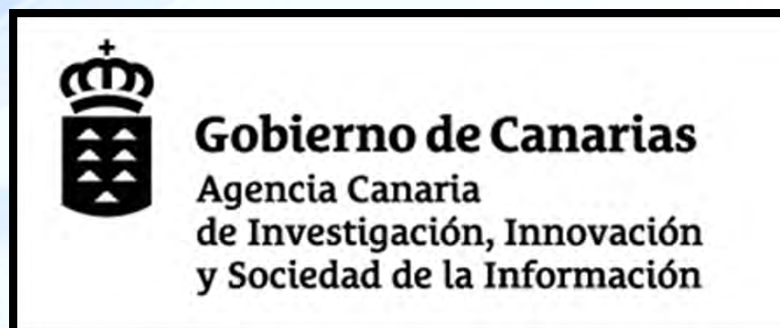 Gobierno de Canarias
Agencia Canaria
de Investigación, Innovación
y Sociedad de la Información